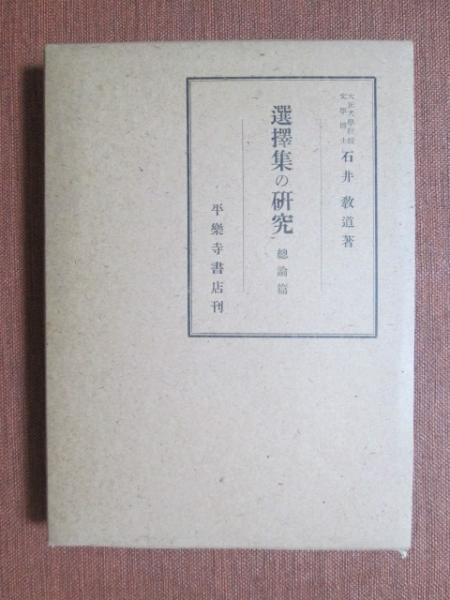 大正大學教授
文學博士
石井教道著
選擇集の研究
總論篇
平樂寺書店刊